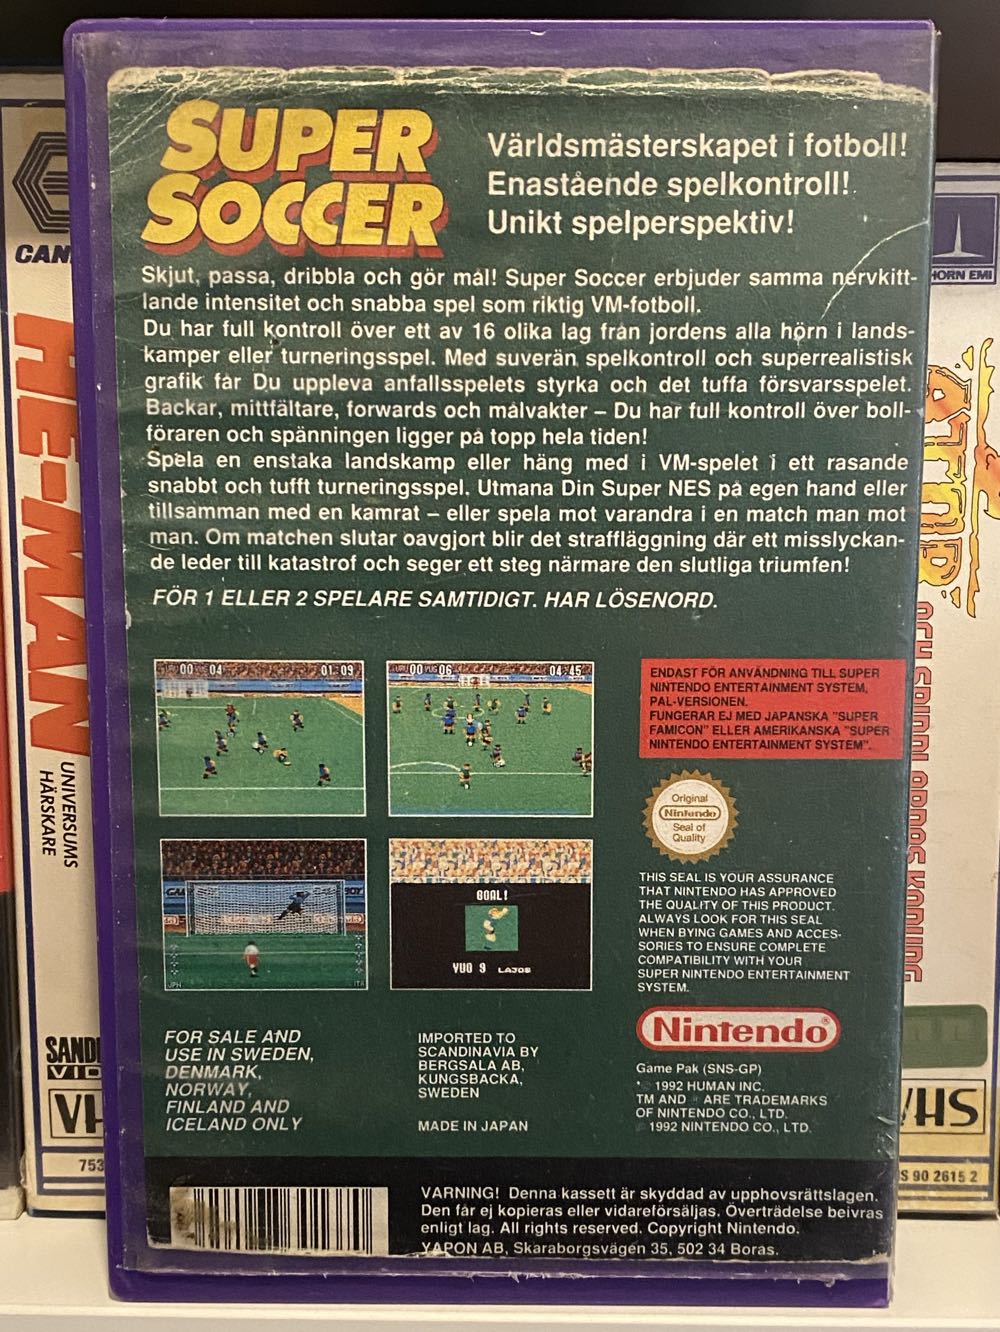 SUPER
SOCCER
Världsmästerskapet i fotboll!
Enastående spelkontroll!
Unikt spelperspektiv!
Skjut, passa, dribbla och gör mål! Super Soccer erbjuder samma nervkitt-
lande intensitet och snabba spel som riktig VM-fotboll.
Du har full kontroll över ett av 16 olika lag från jordens alla hörn i lands-
kamper eller turneringsspel. Med suverän spelkontroll och superrealistisk
grafik får Du uppleva anfallsspelets styrka och det tuffa försvarsspelet.
Backar, mittfältare, forwards och målvakter – Du har full kontroll över boll-
föraren och spänningen ligger på topp hela tiden!
Spela en enstaka landskamp eller häng med i VM-spelet i ett rasande
snabbt och tufft turneringsspel. Utmana Din Super NES på egen hand eller
tillsamman med en kamrat – eller spela mot varandra i en match man mot
man. Om matchen slutar oavgjort blir det straffläggning där ett misslyckan-
de leder till katastrof och seger ett steg närmare den slutliga triumfen!
FÖR 1 ELLER 2 SPELARE SAMTIDIGT. HAR LÖSENORD.
00 04 01:09
00 06 04:45
JPN ITA
GOAL!
YUO 9 LAJOS
ENDAST FÖR ANVÄNDNING TILL SUPER
NINTENDO ENTERTAINMENT SYSTEM,
PAL-VERSIONEN.
FUNGERAR EJ MED JAPANSKA "SUPER
FAMICON" ELLER AMERIKANSKA "SUPER
NINTENDO ENTERTAINMENT SYSTEM".
Original
Nintendo
Seal of
Quality
THIS SEAL IS YOUR ASSURANCE
THAT NINTENDO HAS APPROVED
THE QUALITY OF THIS PRODUCT.
ALWAYS LOOK FOR THIS SEAL
WHEN BYING GAMES AND ACCES-
SORIES TO ENSURE COMPLETE
COMPATIBILITY WITH YOUR
SUPER NINTENDO ENTERTAINMENT
SYSTEM.
FOR SALE AND
USE IN SWEDEN,
DENMARK,
NORWAY,
FINLAND AND
ICELAND ONLY
IMPORTED TO
SCANDINAVIA BY
BERGSALA AB,
KUNGSBACKA,
SWEDEN
MADE IN JAPAN
Nintendo®
Game Pak (SNS-GP)
© 1992 HUMAN INC.
TM AND ® ARE TRADEMARKS
OF NINTENDO CO., LTD.
© 1992 NINTENDO CO., LTD.
VARNING! Denna kassett är skyddad av upphovsrättslagen.
Den får ej kopieras eller vidareförsäljas. Överträdelse beivras
enligt lag. All rights reserved. Copyright Nintendo.
YAPON AB, Skaraborgsvägen 35, 502 34 Borås.
CAN
HE-MAN
UNIVERSUMS
HÄRSKARE
SAND
VID
VH
753
HORN EMI
VHS
S 90 2615 2